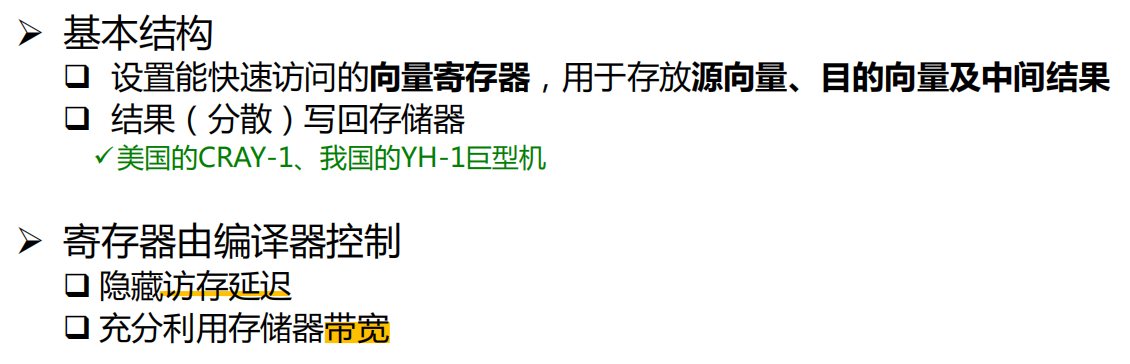 ➢ 基本结构
❑ 设置能快速访问的向量寄存器，用于存放源向量、目的向量及中间结果
❑ 结果（分散）写回存储器
✓美国的CRAY-1、我国的YH-1巨型机
➢ 寄存器由编译器控制
❑ 隐藏访存延迟
❑ 充分利用存储器带宽